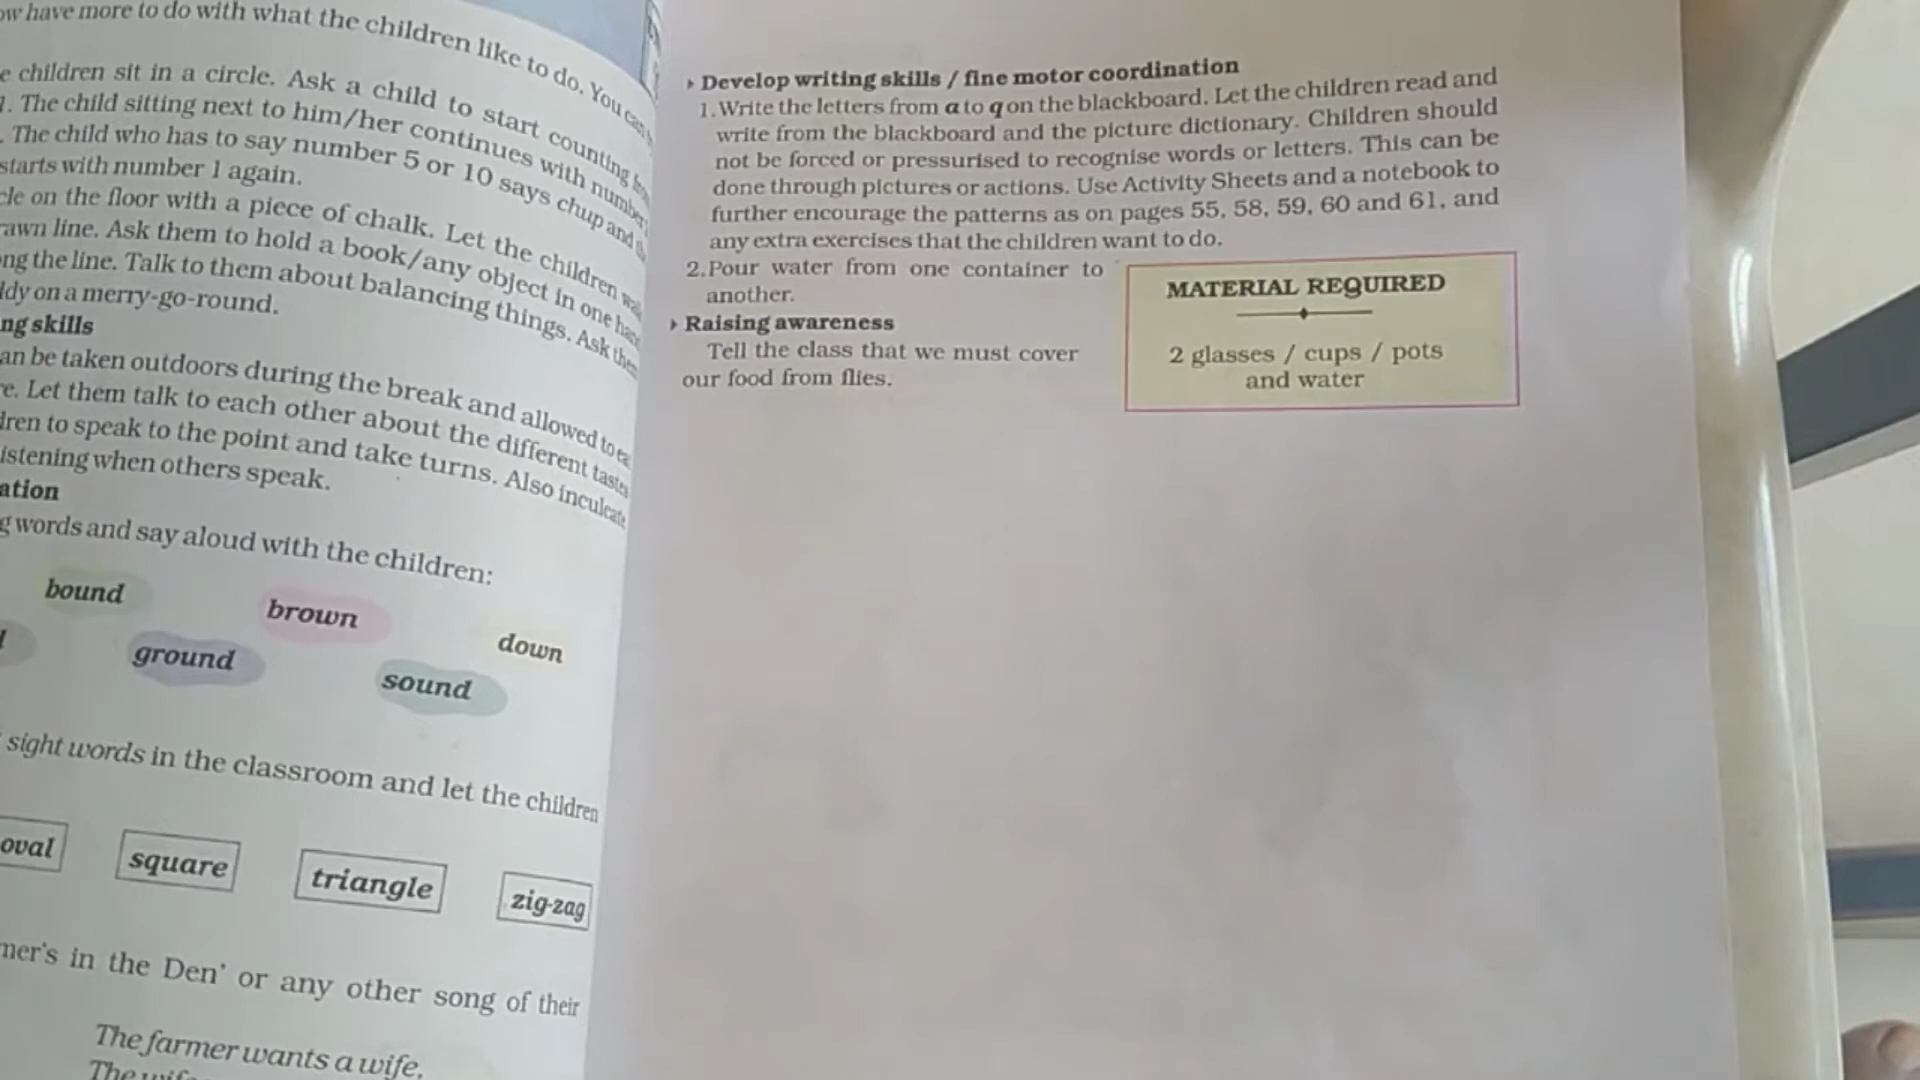 have more to do with what the children like to do. You can
children sit in a circle. Ask a child to start counting
1. The child sitting next to him/her continues with number
. The child who has to say number 5 or 10 says chup and
starts with number 1 again.
on the floor with a piece of chalk. Let the children
line. Ask them to hold a book/any object in one
the line. Talk to them about balancing things. Ask
on a merry-go-round.
skills
an be taken outdoors during the break and allowed to
e. Let them talk to each other about the different
to speak to the point and take turns. Also inculcate
istening when others speak.
ation
words and say aloud with the children:
bound
brown
down
ground
sound
sight words in the classroom and let the children
oval
square
triangle
zig-zag
mer's in the Den' or any other song of their
The farmer wants a wife,
The
Develop writing skills / fine motor coordination
1. Write the letters from a to q on the blackboard. Let the children read and
write from the blackboard and the picture dictionary. Children should
not be forced or pressurised to recognise words or letters. This can be
done through pictures or actions. Use Activity Sheets and a notebook to
further encourage the patterns as on pages 55, 58, 59, 60 and 61, and
any extra exercises that the children want to do.
2. Pour water from one container to
another.
Raising awareness
Tell the class that we must cover
our food from flies.
MATERIAL REQUIRED
2 glasses / cups / pots
and water